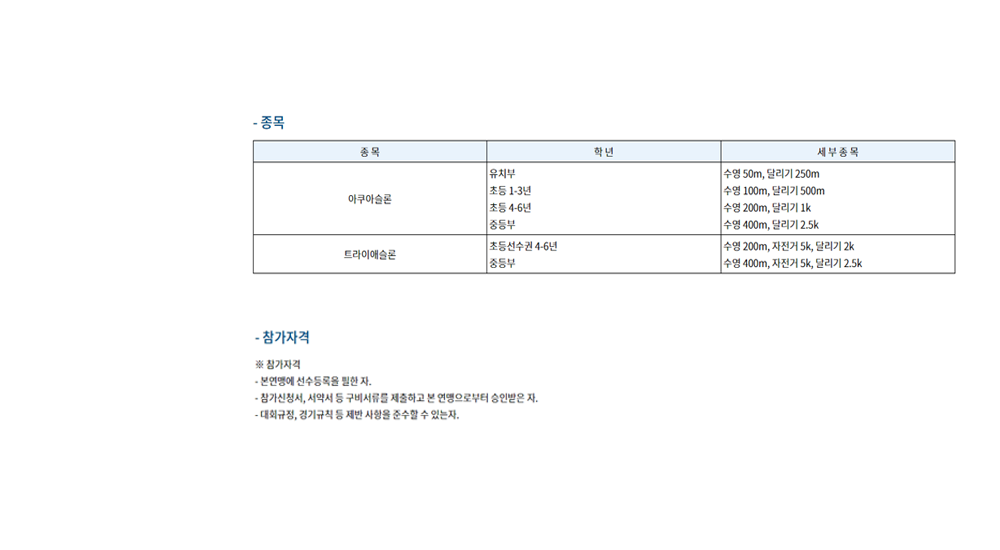 - 종목
종 목 학 년 세 부 종 목
아쿠아슬론
유치부 수영 50m, 달리기 250m
초등 1-3년 수영 100m, 달리기 500m
초등 4-6년 수영 200m, 달리기 1k
중등부 수영 400m, 달리기 2.5k
트라이애슬론
초등선수권 4-6년 수영 200m, 자전거 5k, 달리기 2k
중등부 수영 400m, 자전거 5k, 달리기 2.5k
- 참가자격
※ 참가자격
- 본연맹에 선수등록을 필한 자.
- 참가신청서, 서약서 등 구비서류를 제출하고 본 연맹으로부터 승인받은 자.
- 대회규정, 경기규칙 등 제반 사항을 준수할 수 있는자.